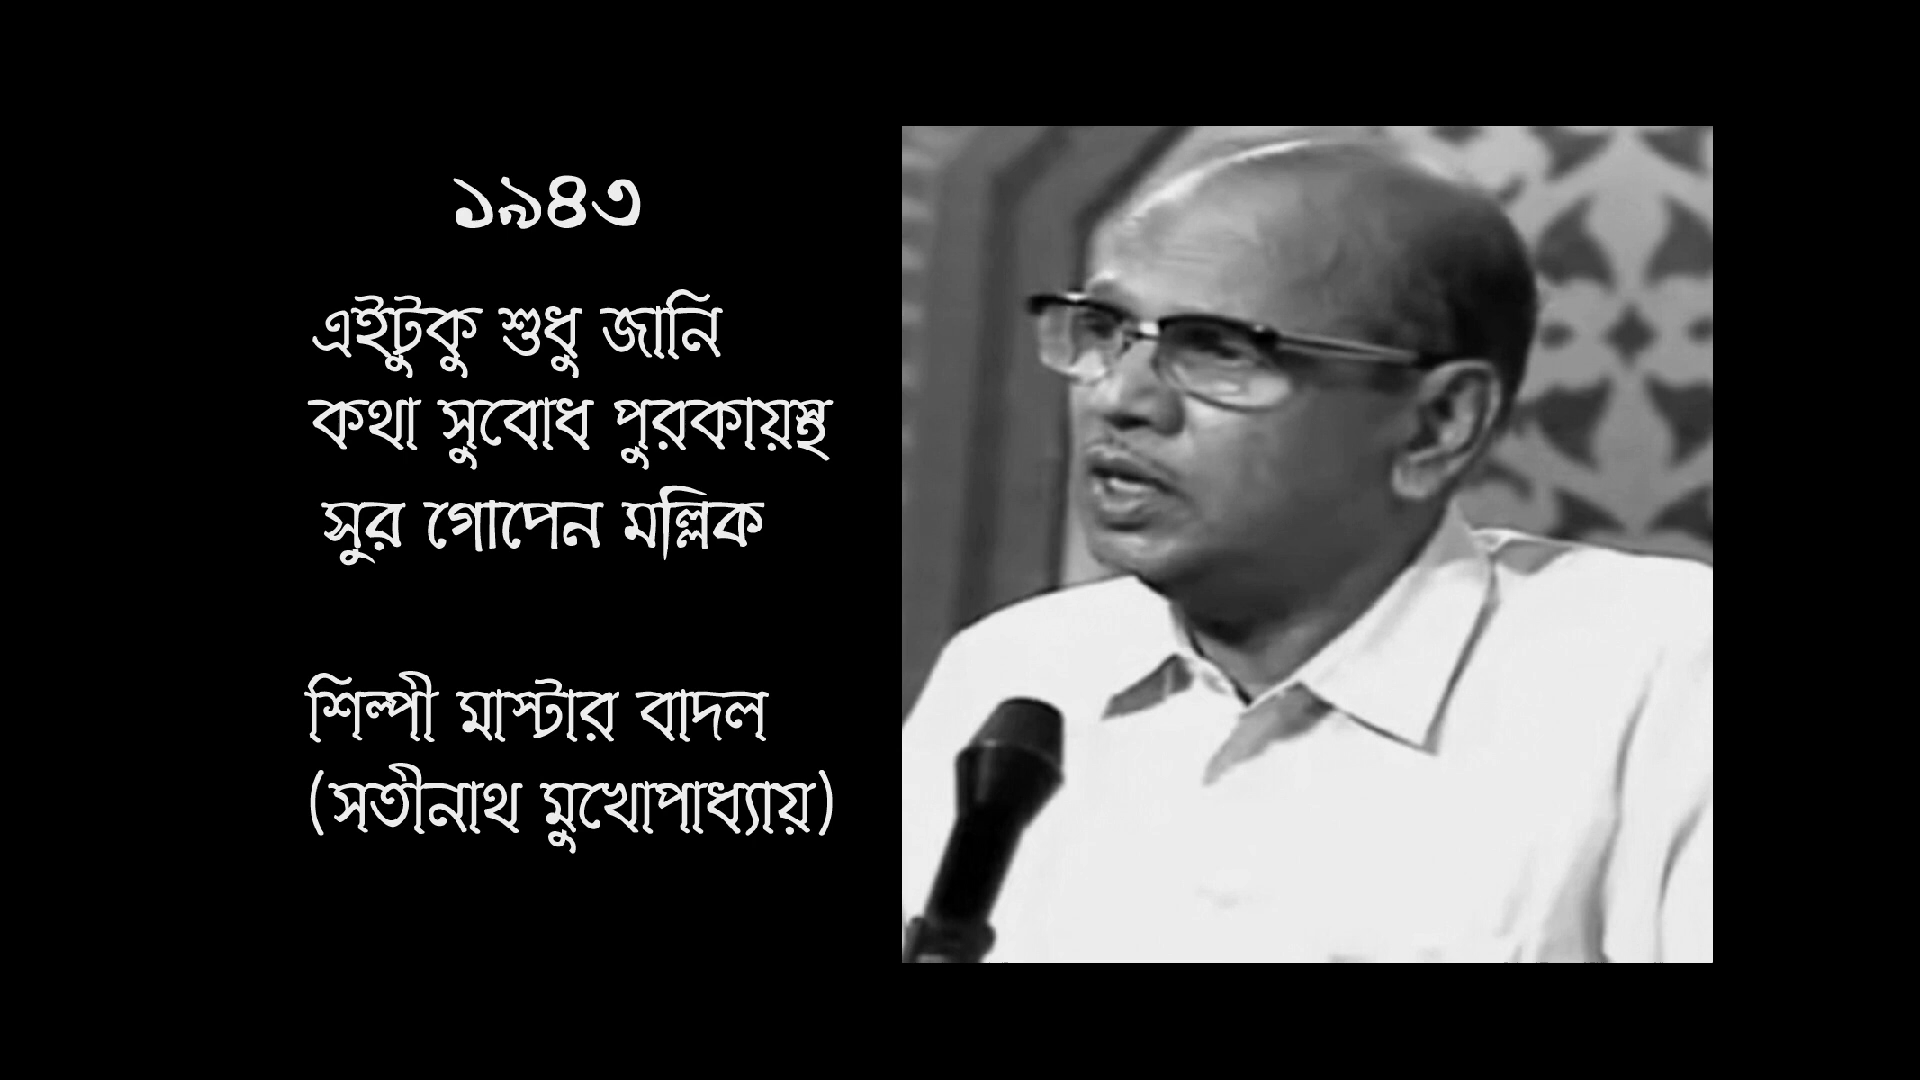 ১৯৪৩
এইটুকু শুধু জানি
কথা সুবোধ পুরকায়স্থ
সুর গোপেন মল্লিক
শিল্পী মাস্টার বাদল
(সতীনাথ মুখোপাধ্যায়)